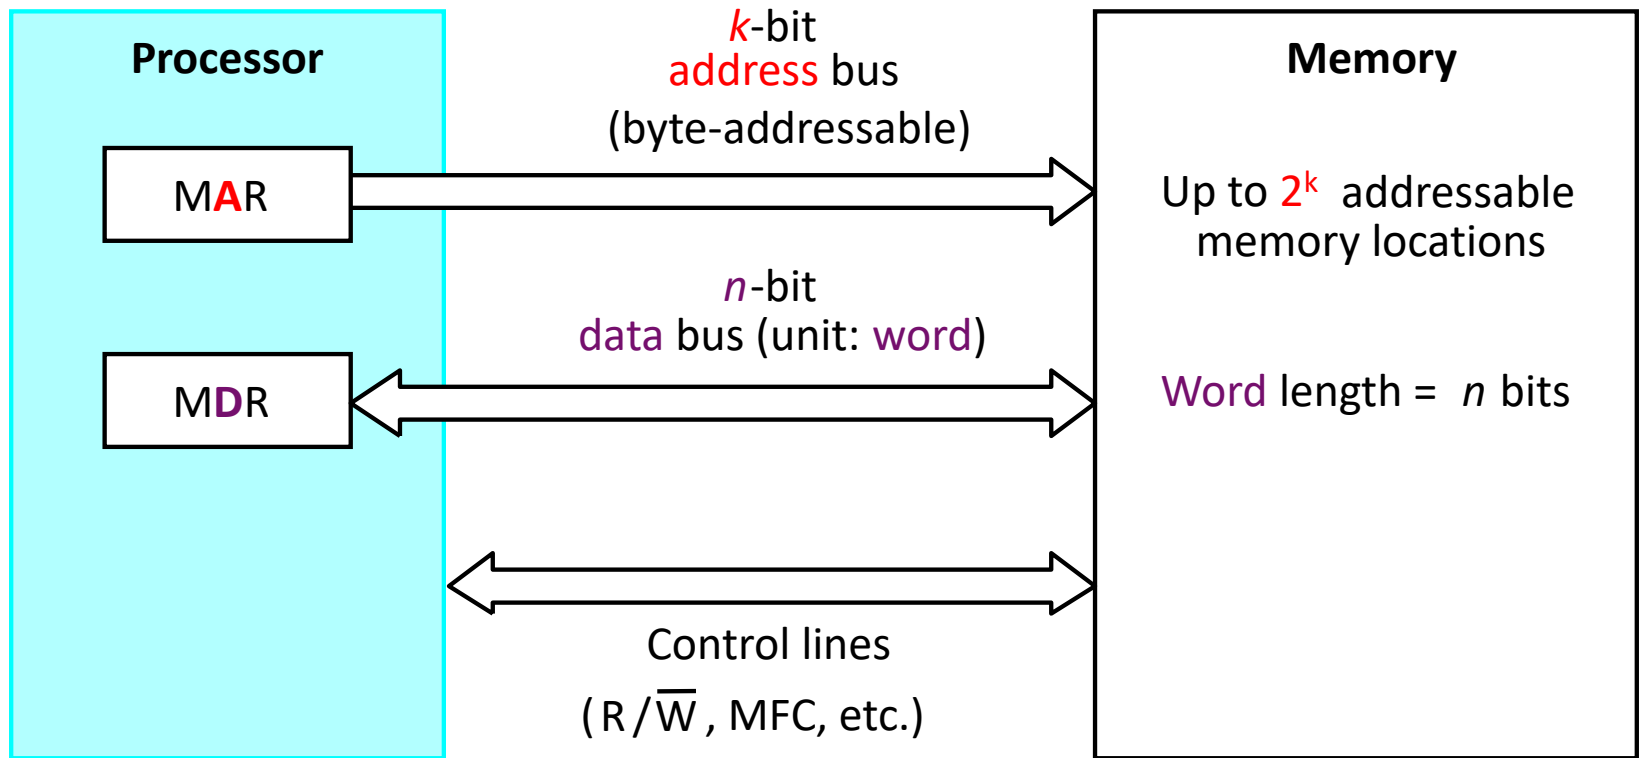 Processor
MAR
MDR
k-bit
address bus
(byte-addressable)
n-bit
data bus (unit: word)
Control lines
(R/W̅, MFC, etc.)
Memory
Up to 2ᵏ addressable
memory locations
Word length = n bits